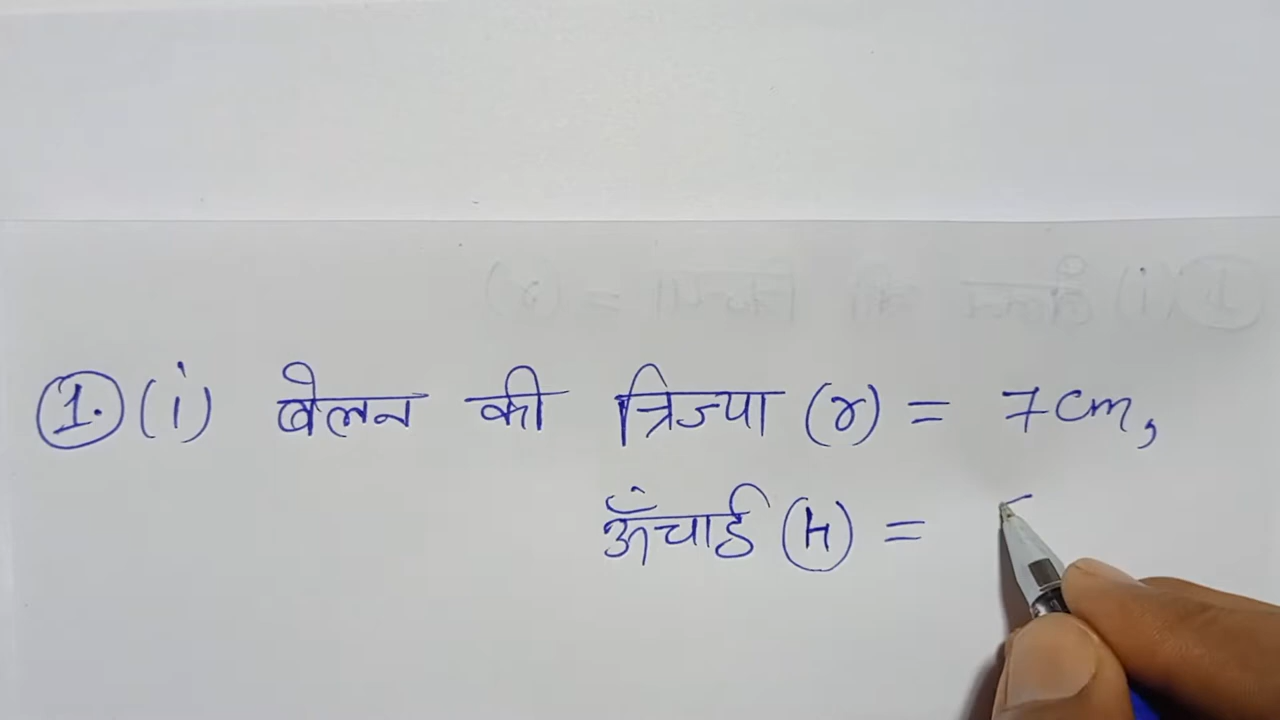 1. (i) बेलन की त्रिज्या (r) = 7 cm,
ऊँचाई (h) =